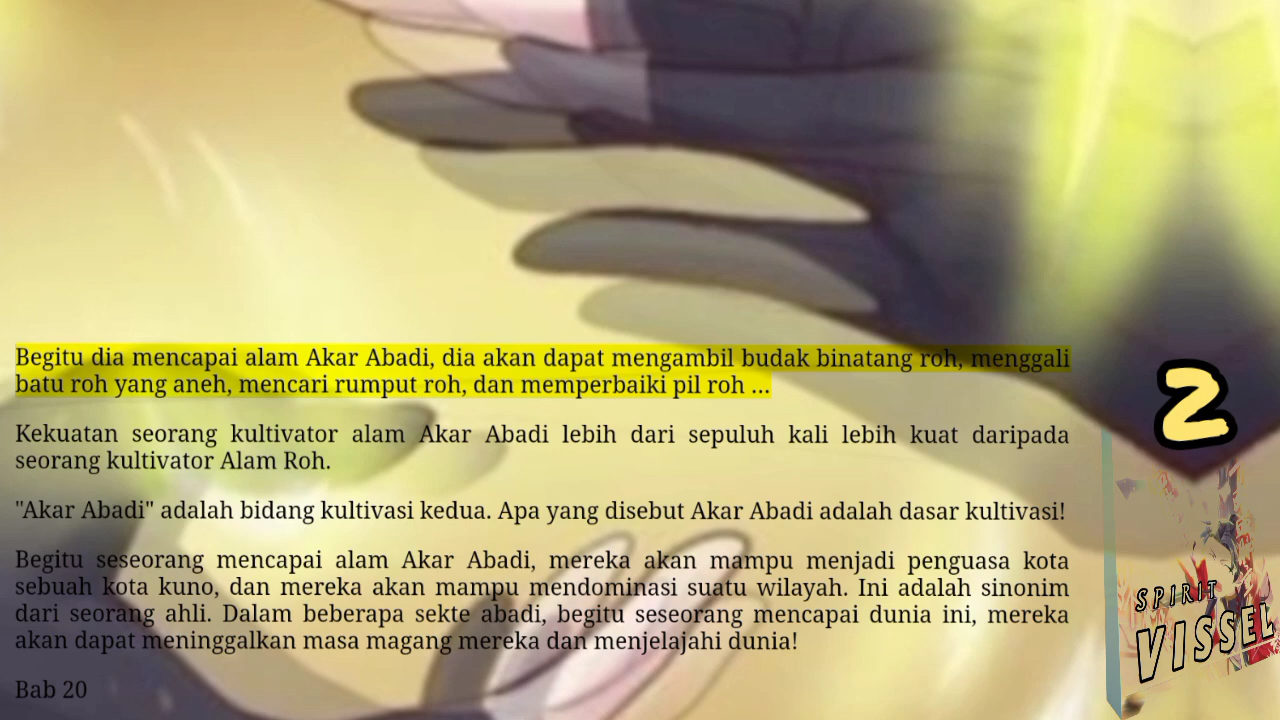 Begitu dia mencapai alam Akar Abadi, dia akan dapat mengambil budak binatang roh, menggali
batu roh yang aneh, mencari rumput roh, dan memperbaiki pil roh ...
Kekuatan seorang kultivator alam Akar Abadi lebih dari sepuluh kali lebih kuat daripada
seorang kultivator Alam Roh.
"Akar Abadi" adalah bidang kultivasi kedua. Apa yang disebut Akar Abadi adalah dasar kultivasi!
Begitu seseorang mencapai alam Akar Abadi, mereka akan mampu menjadi penguasa kota
sebuah kota kuno, dan mereka akan mampu mendominasi suatu wilayah. Ini adalah sinonim
dari seorang ahli. Dalam beberapa sekte abadi, begitu seseorang mencapai dunia ini, mereka
akan dapat meninggalkan masa magang mereka dan menjelajahi dunia!
Bab 20
2
SPIRIT
VISSEL